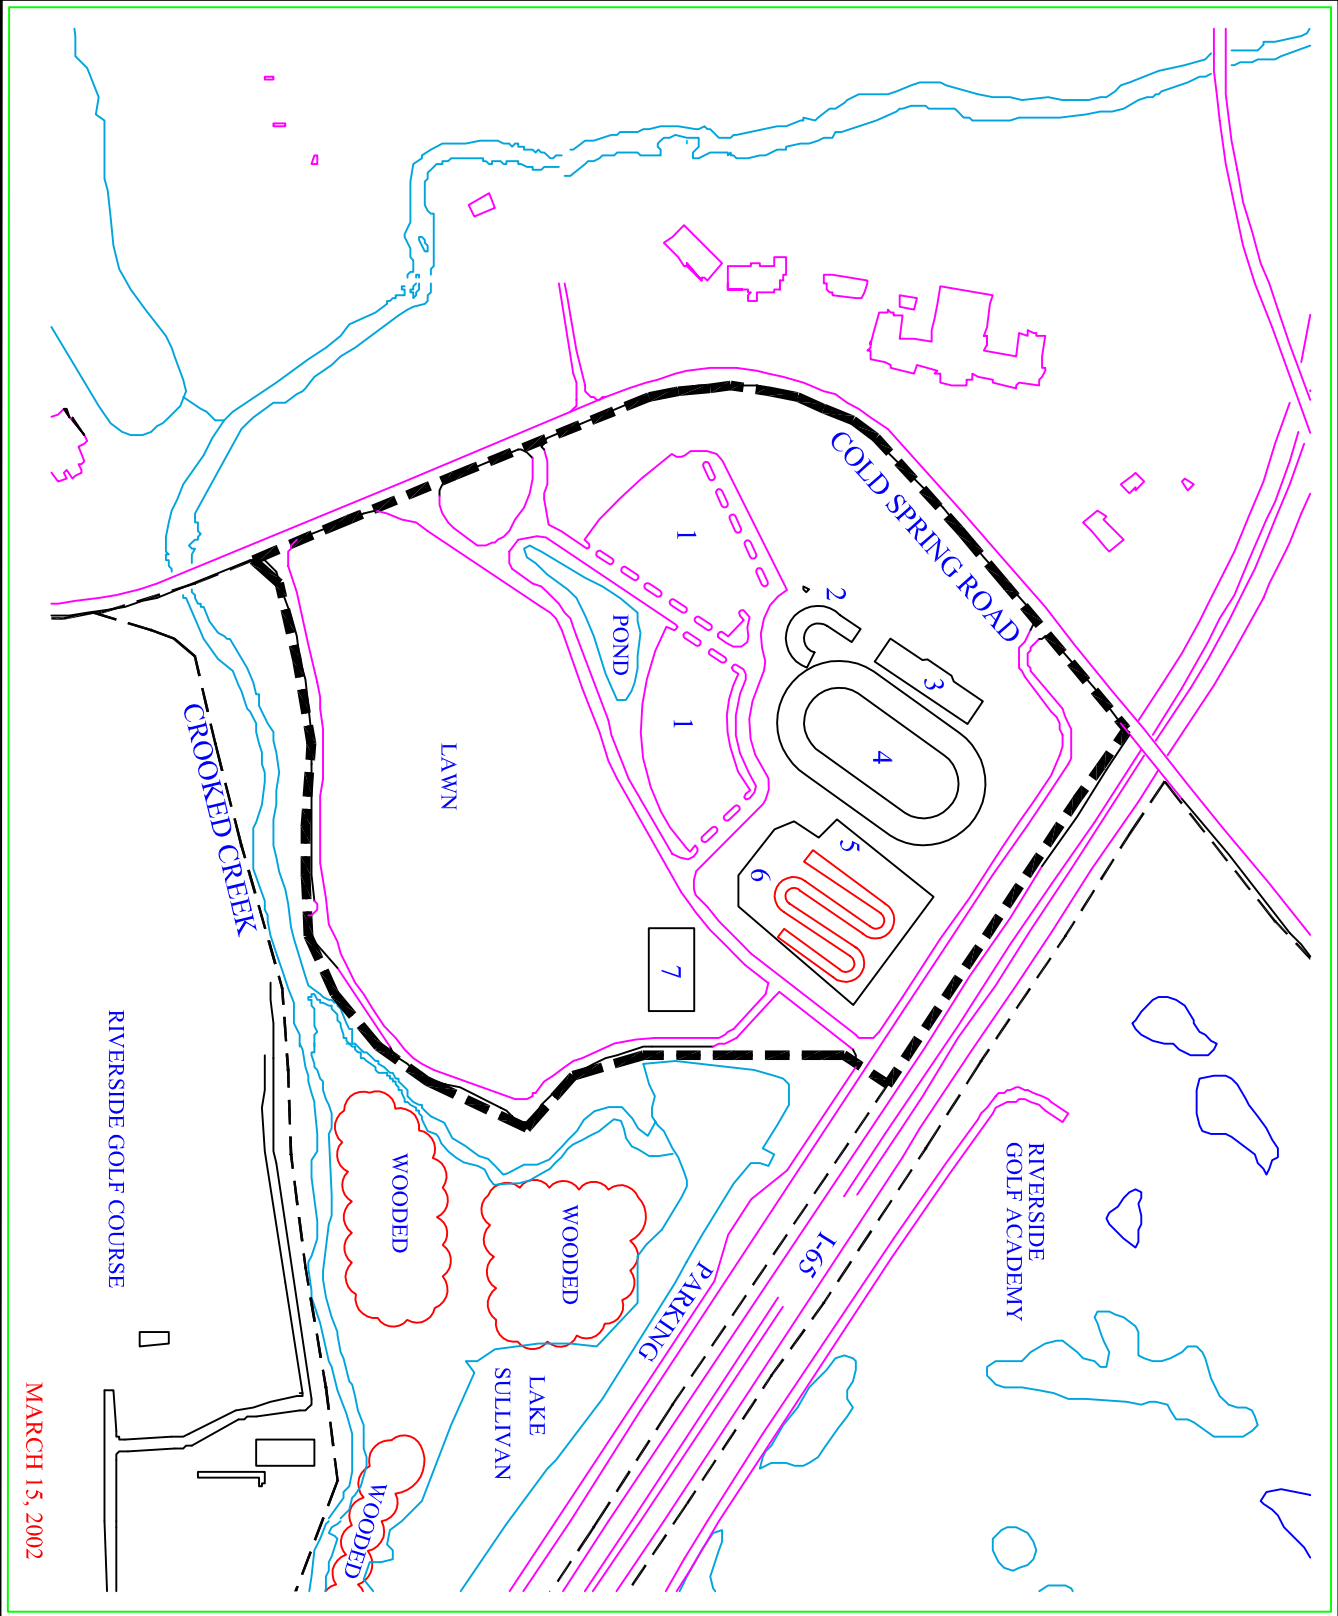 COLD SPRING ROAD
1
2
3
POND
1
4
LAWN
5
6
7
CROOKED CREEK
RIVERSIDE GOLF COURSE
RIVERSIDE
GOLF ACADEMY
I-65
PARKING
WOODED
WOODED
LAKE
SULLIVAN
WOODED
MARCH 15, 2002